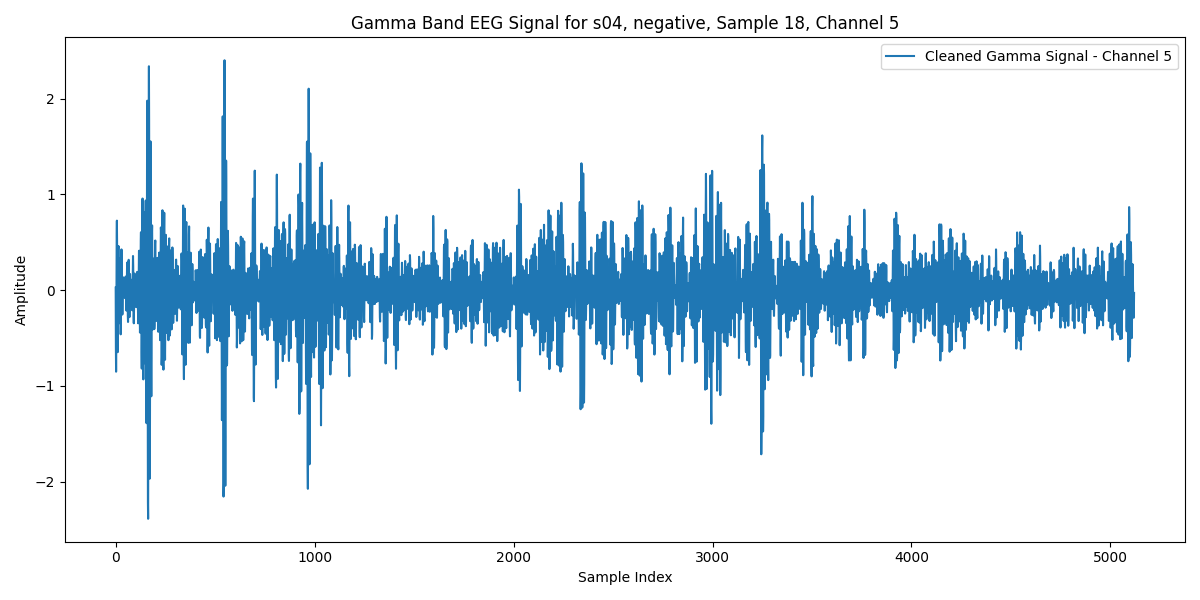 Gamma Band EEG Signal for s04, negative, Sample 18, Channel 5
Cleaned Gamma Signal - Channel 5
Amplitude
2
1
0
−1
−2
0 1000 2000 3000 4000 5000
Sample Index